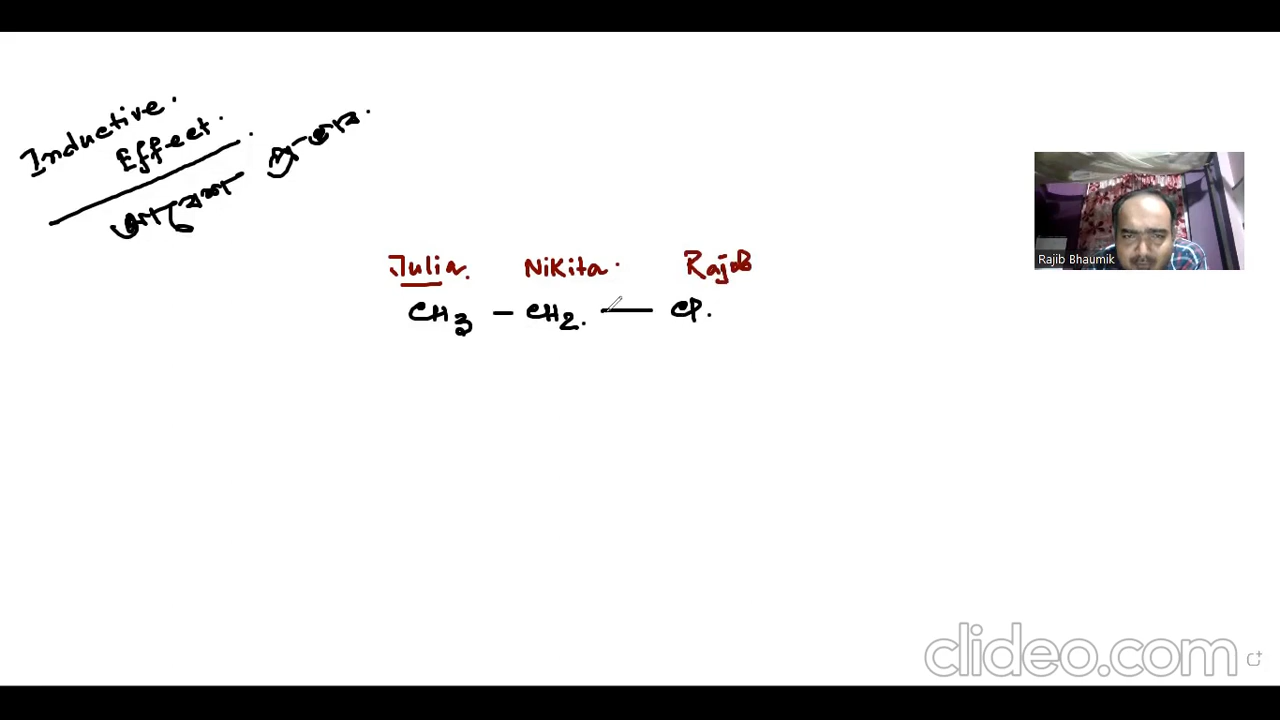 Inductive
Effect.
Julia. Nikita. Rajib
CH3 – CH2. — Cl.
Rajib Bhaumik
clideo.com